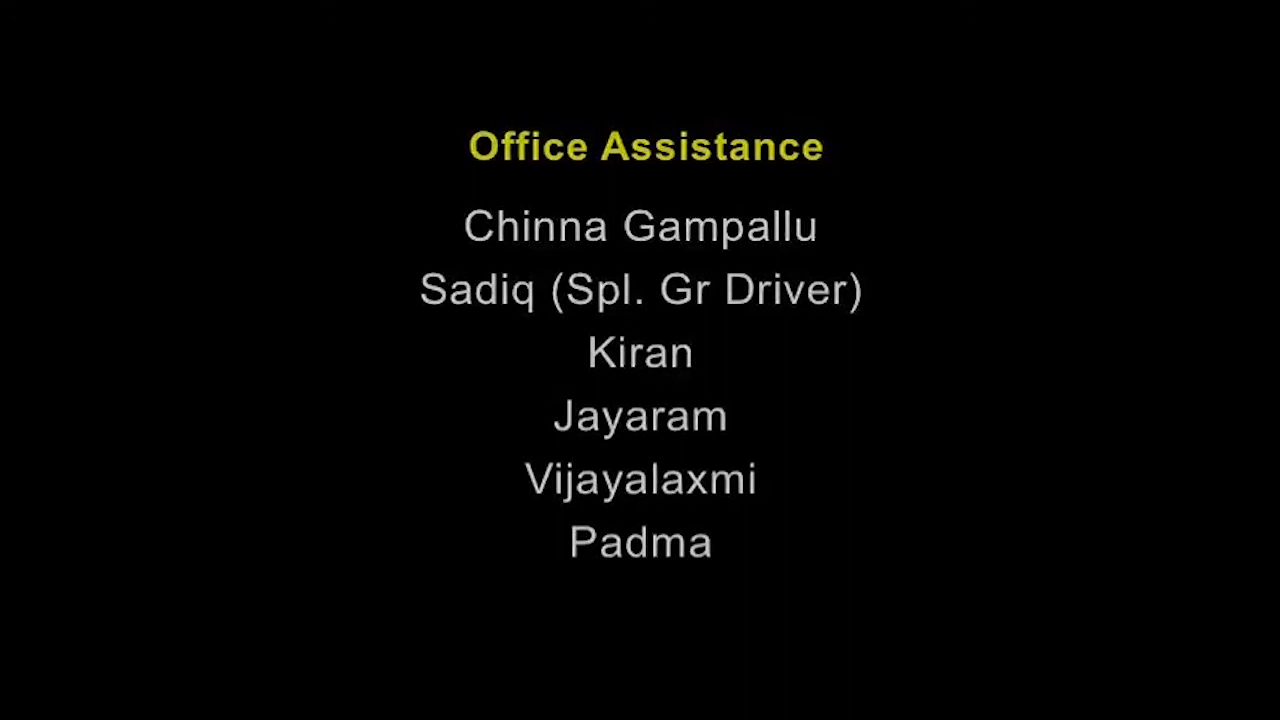 Office Assistance
Chinna Gampallu
Sadiq (Spl. Gr Driver)
Kiran
Jayaram
Vijayalaxmi
Padma